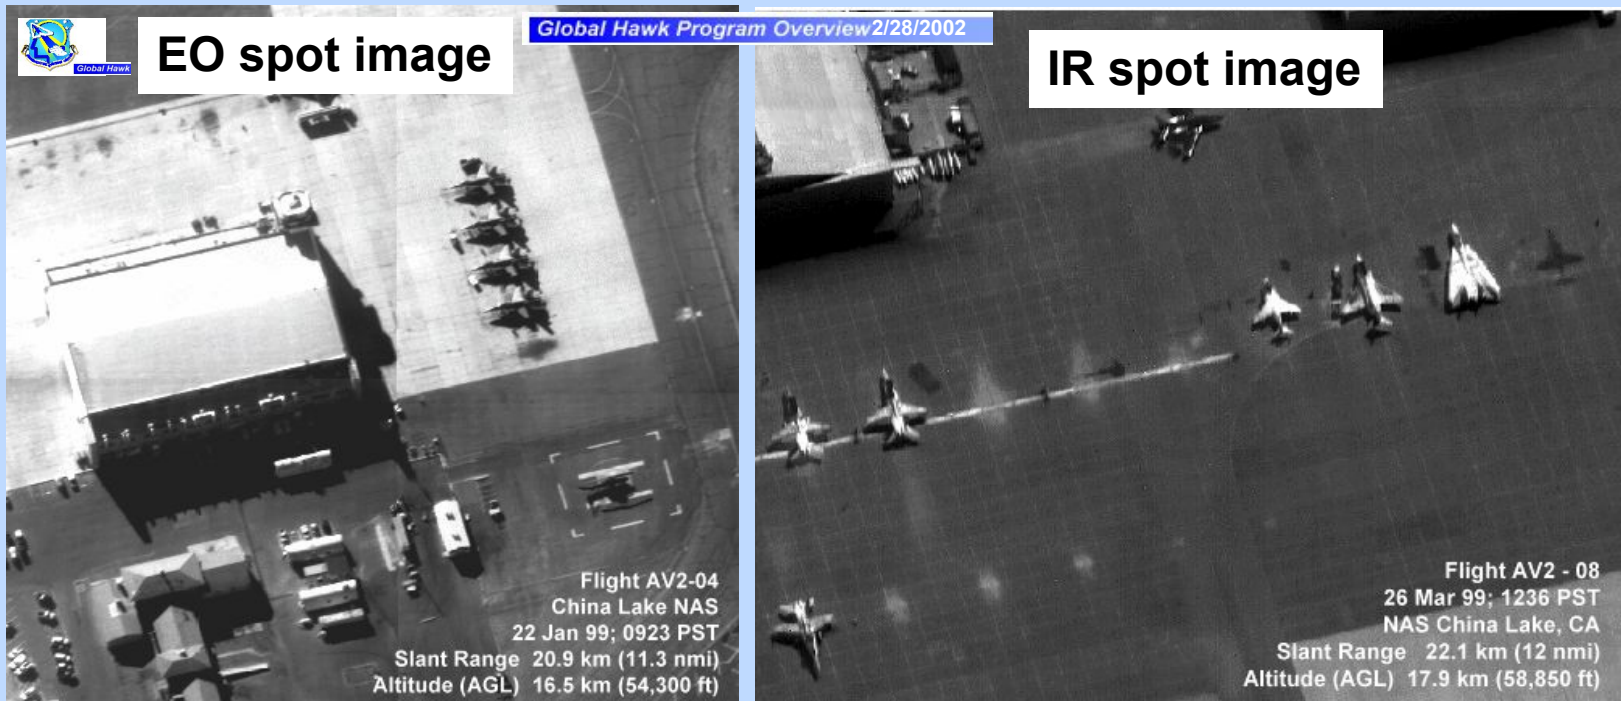 Global Hawk
EO spot image
Global Hawk Program Overview 2/28/2002
IR spot image
Flight AV2-04
China Lake NAS
22 Jan 99; 0923 PST
Slant Range 20.9 km (11.3 nmi)
Altitude (AGL) 16.5 km (54,300 ft)
Flight AV2 - 08
26 Mar 99; 1236 PST
NAS China Lake, CA
Slant Range 22.1 km (12 nmi)
Altitude (AGL) 17.9 km (58,850 ft)